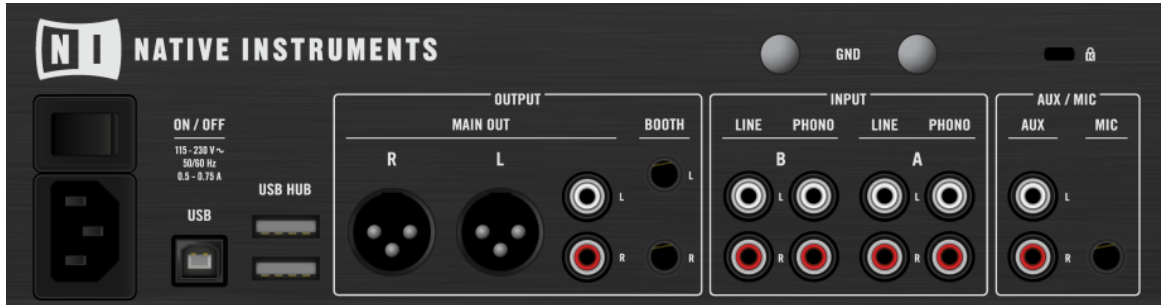 NI NATIVE INSTRUMENTS
GND
ON / OFF
115 - 230 V ~
50/60 Hz
0.5 - 0.75 A
USB
USB HUB
OUTPUT
MAIN OUT
BOOTH
R
L
L
R
L
R
INPUT
LINE PHONO LINE PHONO
B A
L L
R R
AUX / MIC
AUX MIC
L
R